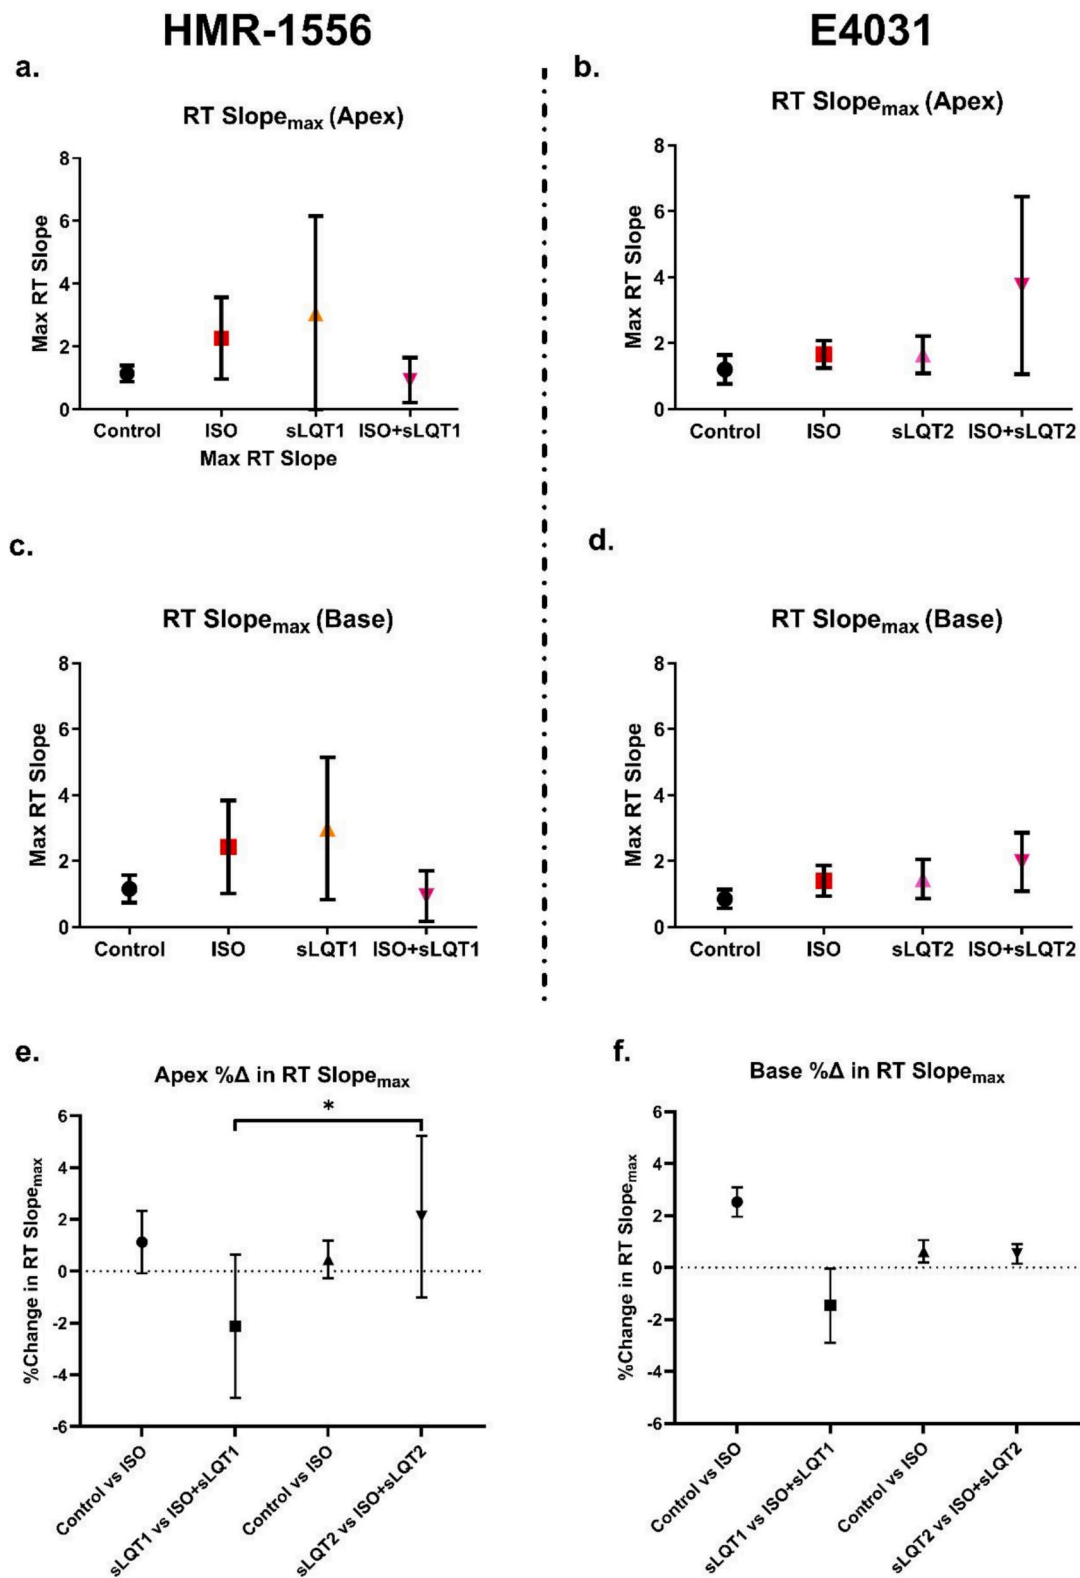 HMR-1556
E4031
a.
RT Slopemax (Apex)
Max RT Slope
8
6
4
2
0
Control ISO sLQT1 ISO+sLQT1
Max RT Slope
b.
RT Slopemax (Apex)
Max RT Slope
8
6
4
2
0
Control ISO sLQT2 ISO+sLQT2
c.
RT Slopemax (Base)
Max RT Slope
8
6
4
2
0
Control ISO sLQT1 ISO+sLQT1
d.
RT Slopemax (Base)
Max RT Slope
8
6
4
2
0
Control ISO sLQT2 ISO+sLQT2
e.
Apex %Δ in RT Slopemax
%Change in RT Slopemax
6
4
2
0
-2
-4
-6
*
Control vs ISO
sLQT1 vs ISO+sLQT1
Control vs ISO
sLQT2 vs ISO+sLQT2
f.
Base %Δ in RT Slopemax
%Change in RT Slopemax
6
4
2
0
-2
-4
-6
Control vs ISO
sLQT1 vs ISO+sLQT1
Control vs ISO
sLQT2 vs ISO+sLQT2